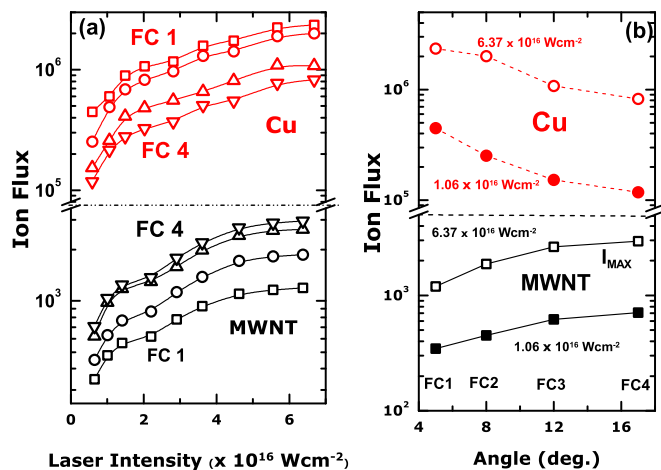 (a)
FC 1
Cu
FC 4
10⁶
10⁵
FC 4
MWNT
FC 1
10³
Ion Flux
0 2 4 6
Laser Intensity (x 10¹⁶ Wcm⁻²)
(b)
6.37 x 10¹⁶ Wcm⁻²
10⁶
Cu
1.06 x 10¹⁶ Wcm⁻²
10⁵
6.37 x 10¹⁶ Wcm⁻²
I_MAX
MWNT
10³
1.06 x 10¹⁶ Wcm⁻²
FC1 FC2 FC3 FC4
10²
Ion Flux
4 8 12 16
Angle (deg.)